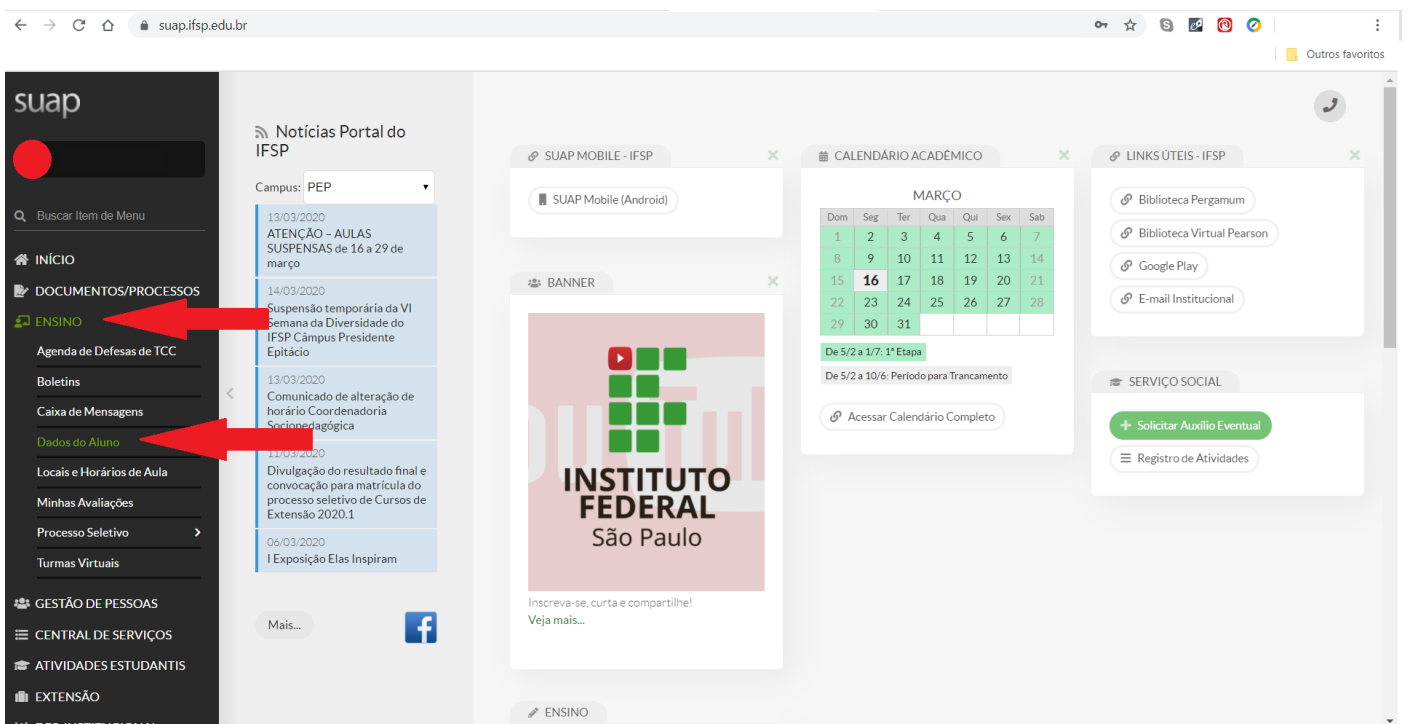 suap.ifsp.edu.br
Outros favoritos
suap
Buscar Item de Menu
INÍCIO
DOCUMENTOS/PROCESSOS
ENSINO
Agenda de Defesas de TCC
Boletins
Caixa de Mensagens
Dados do Aluno
Locais e Horários de Aula
Minhas Avaliações
Processo Seletivo
Turmas Virtuais
GESTÃO DE PESSOAS
CENTRAL DE SERVIÇOS
ATIVIDADES ESTUDANTIS
EXTENSÃO
Notícias Portal do
IFSP
Campus: PEP
13/03/2020
ATENÇÃO – AULAS
SUSPENSAS de 16 a 29 de
março
14/03/2020
Suspensão temporária da VI
Semana da Diversidade do
IFSP Câmpus Presidente
Epitácio
13/03/2020
Comunicado de alteração de
horário Coordenadoria
Sociopedagógica
11/03/2020
Divulgação do resultado final e
convocação para matrícula do
processo seletivo de Cursos de
Extensão 2020.1
06/03/2020
I Exposição Elas Inspiram
Mais...
SUAP MOBILE - IFSP
SUAP Mobile (Android)
BANNER
INSTITUTO
FEDERAL
São Paulo
Inscreva-se, curta e compartilhe!
Veja mais...
ENSINO
CALENDÁRIO ACADÊMICO
MARÇO
Dom Seg Ter Qua Qui Sex Sab
1 2 3 4 5 6 7
8 9 10 11 12 13 14
15 16 17 18 19 20 21
22 23 24 25 26 27 28
29 30 31
De 5/2 a 1/7: 1ª Etapa
De 5/2 a 10/6: Período para Trancamento
Acessar Calendário Completo
LINKS ÚTEIS - IFSP
Biblioteca Pergamum
Biblioteca Virtual Pearson
Google Play
E-mail Institucional
SERVIÇO SOCIAL
Solicitar Auxílio Eventual
Registro de Atividades